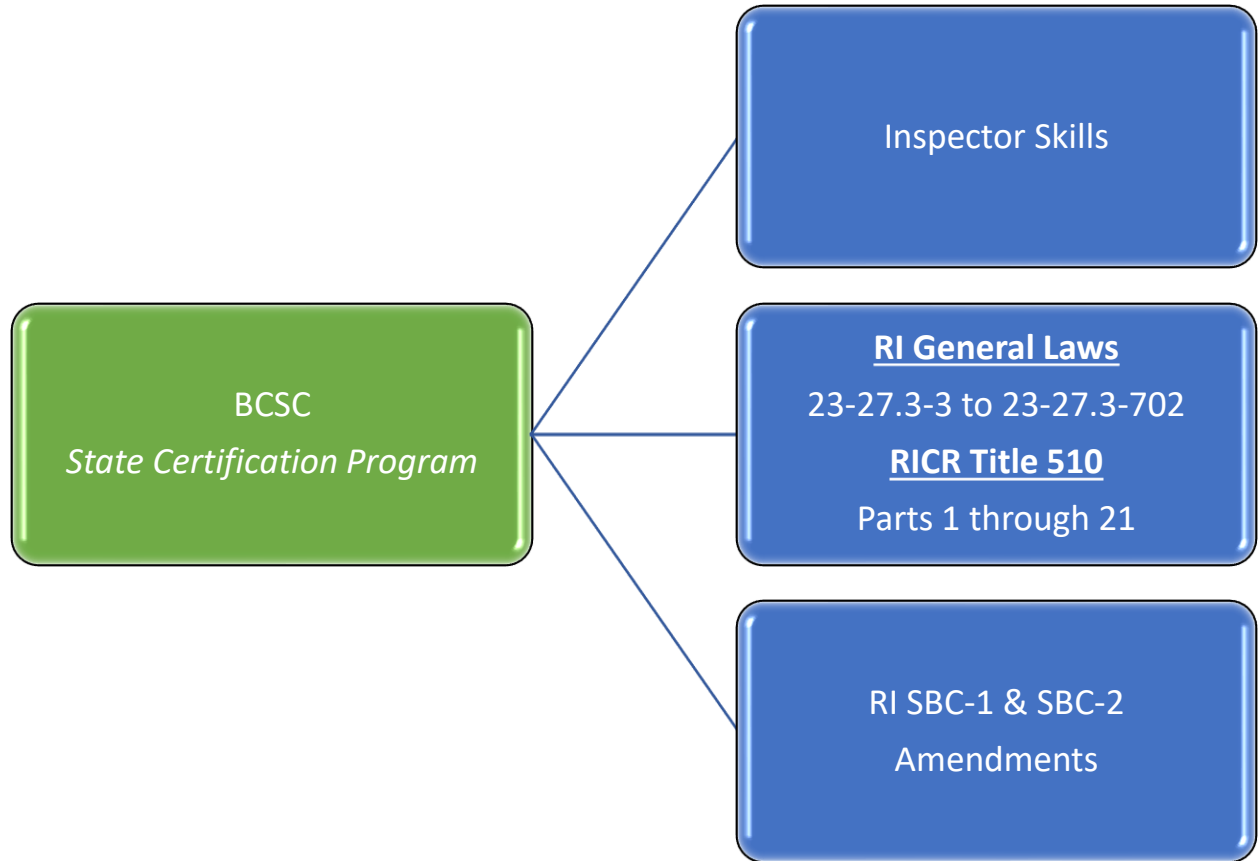 Inspector Skills
BCSC
State Certification Program
RI General Laws
23-27.3-3 to 23-27.3-702
RICR Title 510
Parts 1 through 21
RI SBC-1 & SBC-2
Amendments